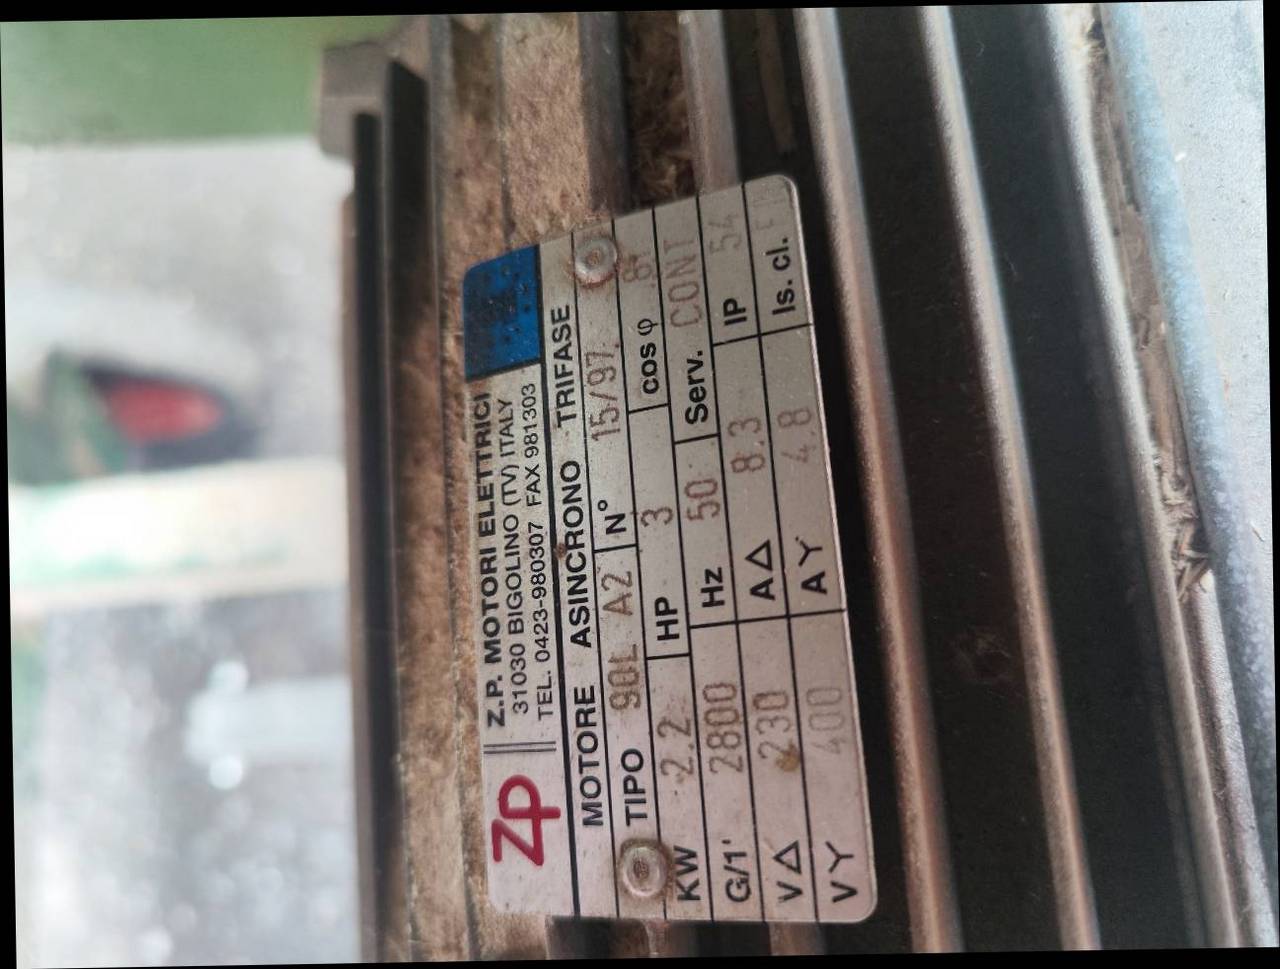 ZP Z.P. MOTORI ELETTRICI
31030 BIGOLINO (TV) ITALY
TEL. 0423-980307 FAX 981303
MOTORE ASINCRONO TRIFASE
TIPO 90L A2 N° 15/97
KW 2.2 HP 3 cos φ
G/1' 2800 Hz 50 Serv. CONT
V△ 230 A△ 8.3 IP 54
VY 400 AY 4.8 Is. cl.